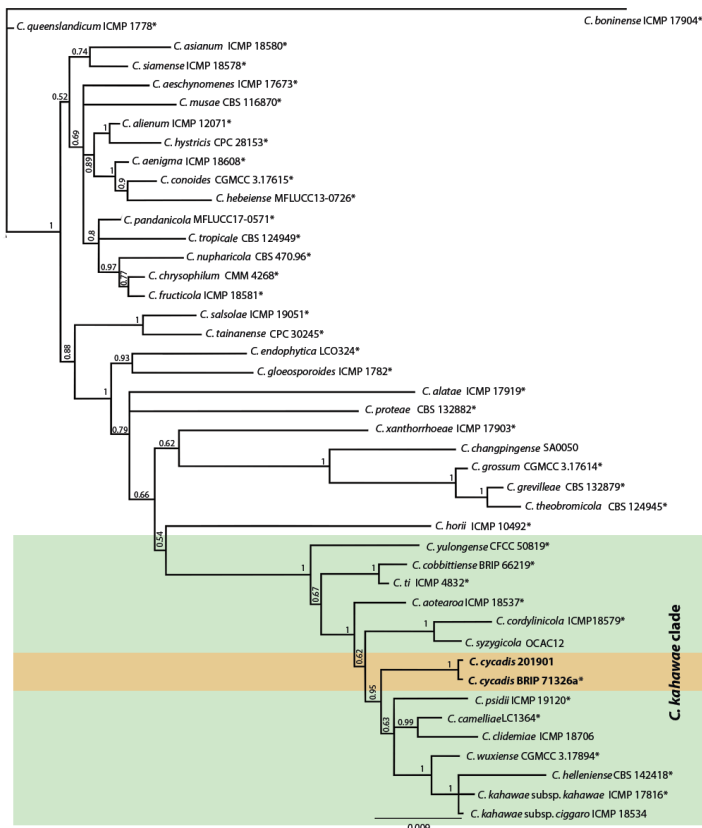 C. boninense ICMP 17904*
C. queenslandicum ICMP 1778*
C. asianum ICMP 18580*
0.74
C. siamense ICMP 18578*
C. aeschynomenes ICMP 17673*
0.52
C. musae CBS 116870*
C. alienum ICMP 12071*
0.69
1
C. hystricis CPC 28153*
0.89
C. aenigma ICMP 18608*
1
C. conoides CGMCC 3.17615*
0.9
C. hebeiense MFLUCC13-0726*
C. pandanicola MFLUCC17-0571*
1
0.8
C. tropicale CBS 124949*
C. nupharicola CBS 470.96*
0.97
C. chrysophilum CMM 4268*
0.77
C. fructicola ICMP 18581*
C. salsolae ICMP 19051*
1
C. tainanense CPC 30245*
0.88
C. endophytica LCO324*
0.93
C. gloeosporoides ICMP 1782*
1
C. alatae ICMP 17919*
C. proteae CBS 132882*
0.79
C. xanthorrhoeae ICMP 17903*
0.62
C. changpingense SA0050
1
C. grossum CGMCC 3.17614*
1
C. grevilleae CBS 132879*
1
0.66
C. theobromicola CBS 124945*
C. horii ICMP 10492*
0.54
C. yulongense CFCC 50819*
1
C. cobbittiense BRIP 66219*
1
C. ti ICMP 4832*
0.67
C. aotearoa ICMP 18537*
C. cordylinicola ICMP18579*
1
1
C. syzygicola OCAC12
0.62
C. cycadis 201901
1
C. cycadis BRIP 71326a*
0.95
C. psidii ICMP 19120*
C. camelliae LC1364*
0.63
0.99
C. clidemiae ICMP 18706
C. wuxiense CGMCC 3.17894*
1
C. helleniense CBS 142418*
1
C. kahawae subsp. kahawae ICMP 17816*
C. kahawae subsp. ciggaro ICMP 18534
0.009
C. kahawae clade